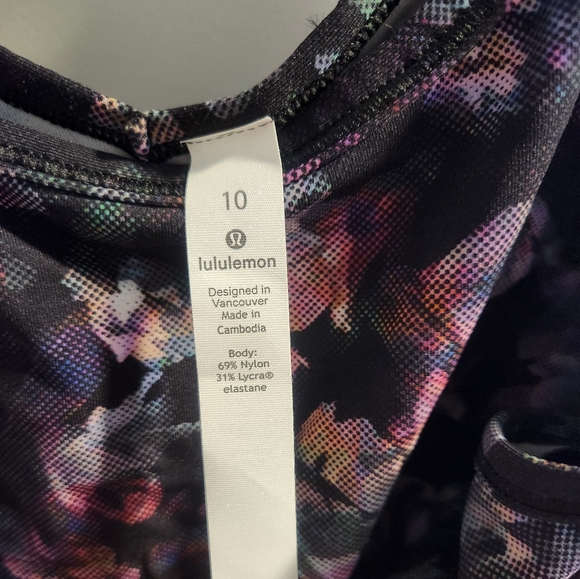 10
lululemon
Designed in
Vancouver
Made in
Cambodia
Body:
69% Nylon
31% Lycra®
elastane